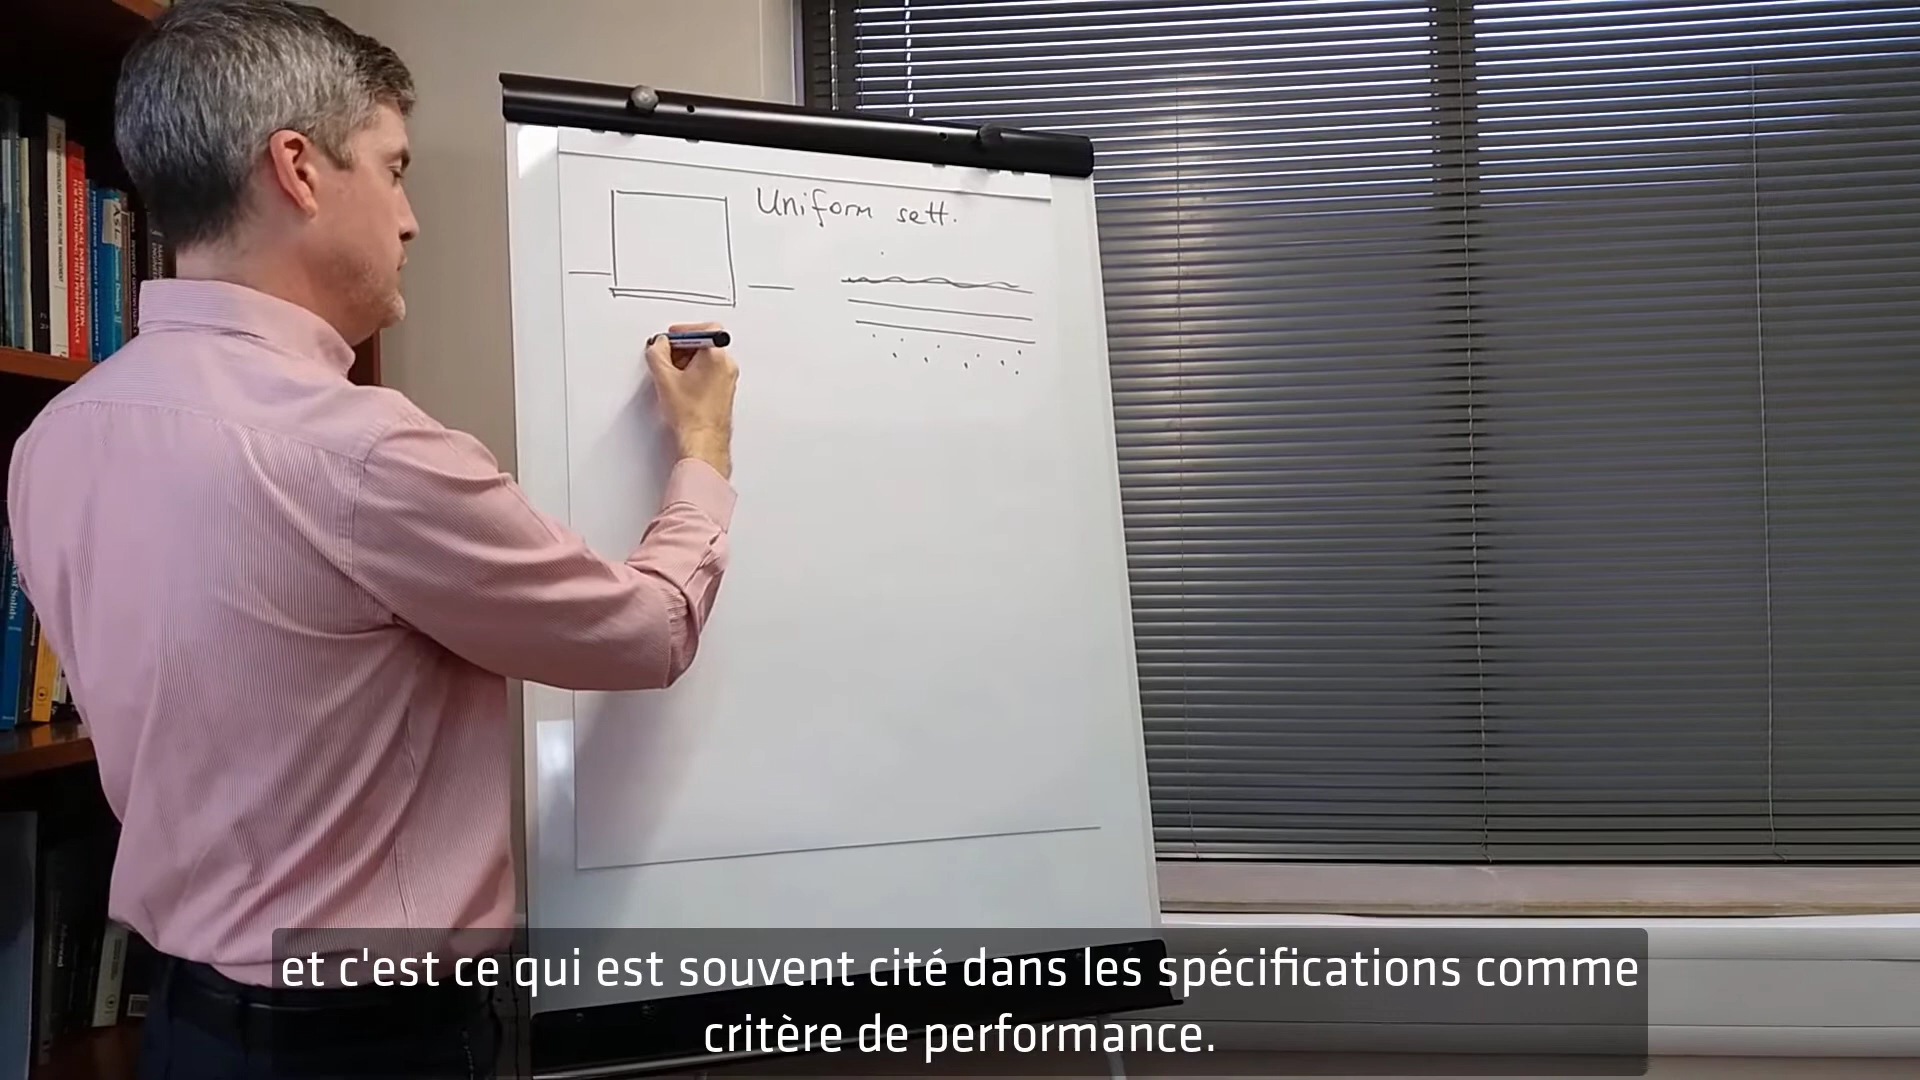 Uniform sett.
et c'est ce qui est souvent cité dans les spécifications comme
critère de performance.